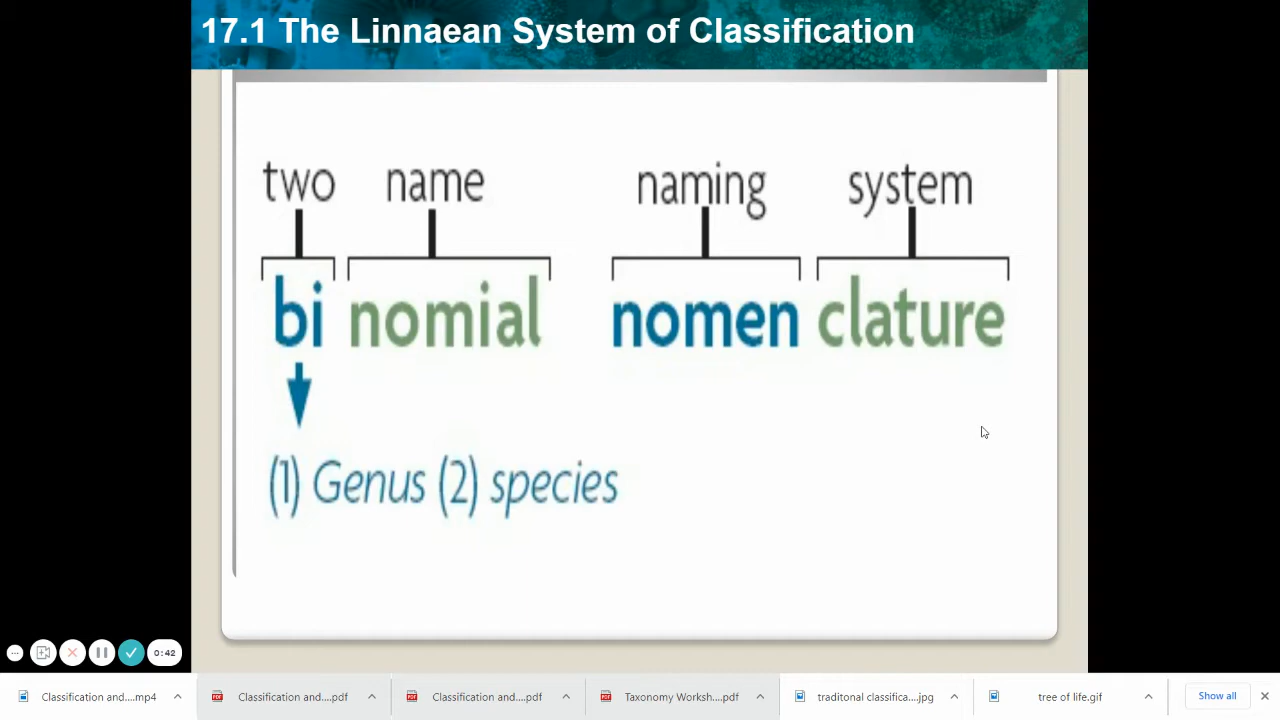 17.1 The Linnaean System of Classification
two name naming system
bi nomial nomen clature
(1) Genus (2) species
0:42
Classification and....mp4 Classification and....pdf Classification and....pdf Taxonomy Worksh....pdf traditonal classifica....jpg tree of life.gif Show all